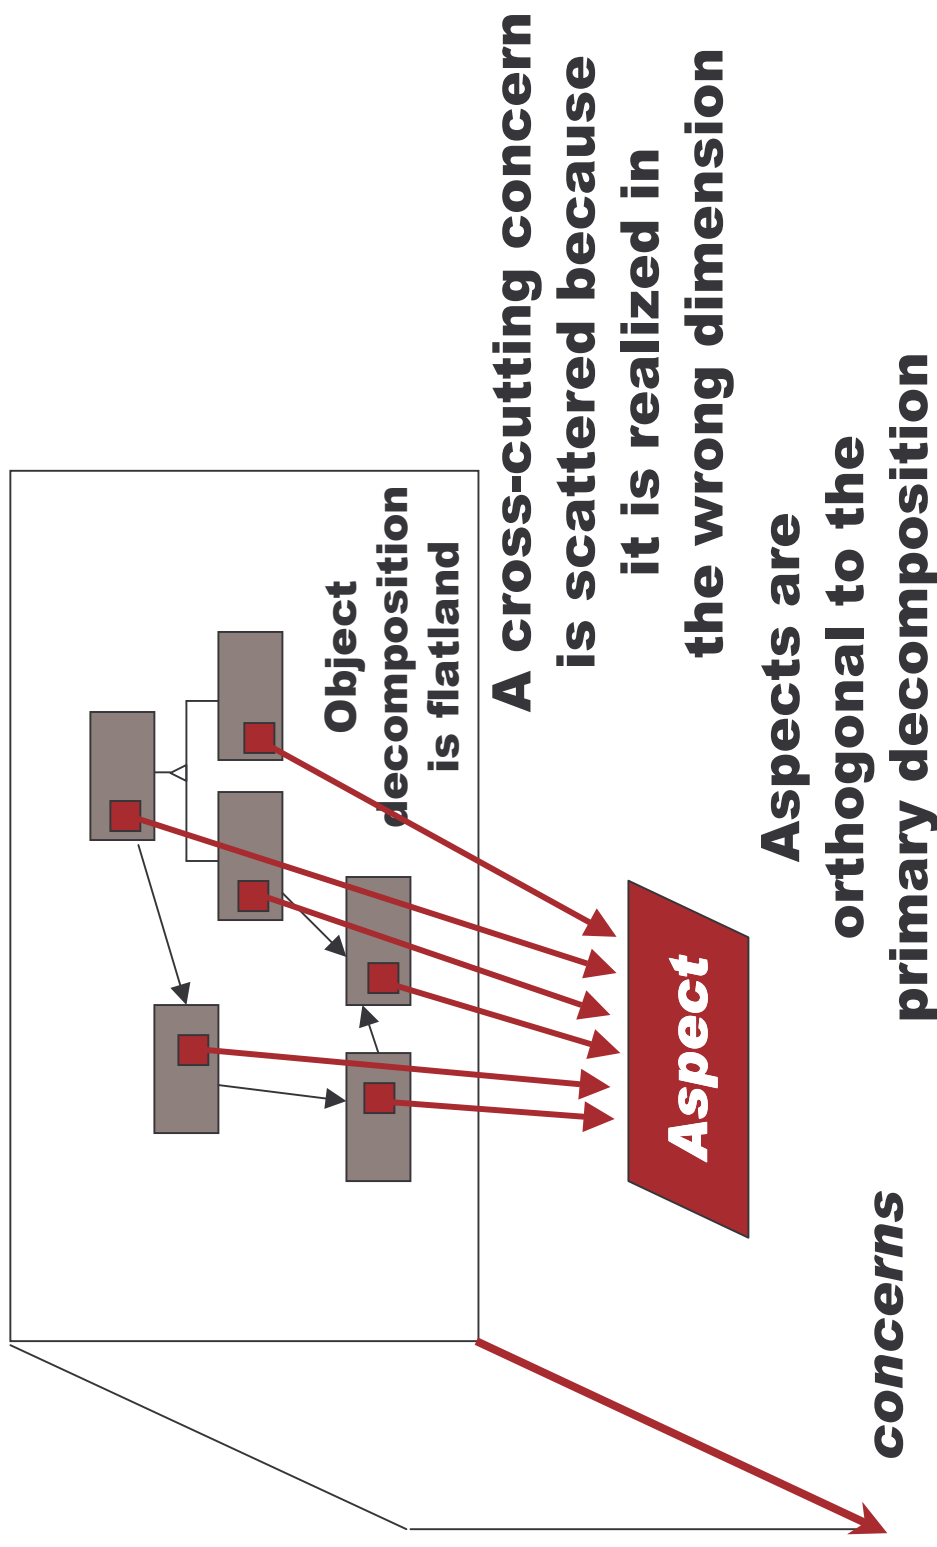 A cross-cutting concern
is scattered because
it is realized in
the wrong dimension
Object
decomposition
is flatland
Aspects are
orthogonal to the
primary decomposition
Aspect
concerns